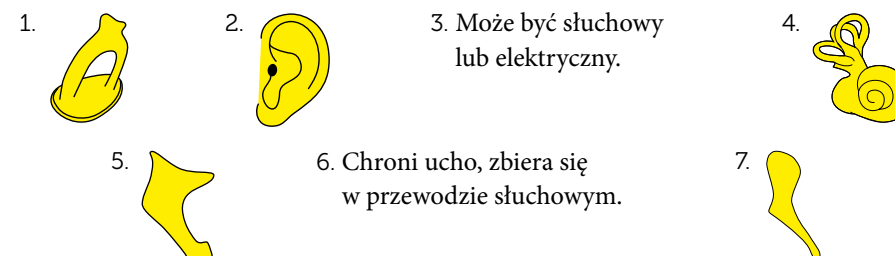 1.
2.
3. Może być słuchowy
lub elektryczny.
4.
5.
6. Chroni ucho, zbiera się
w przewodzie słuchowym.
7.